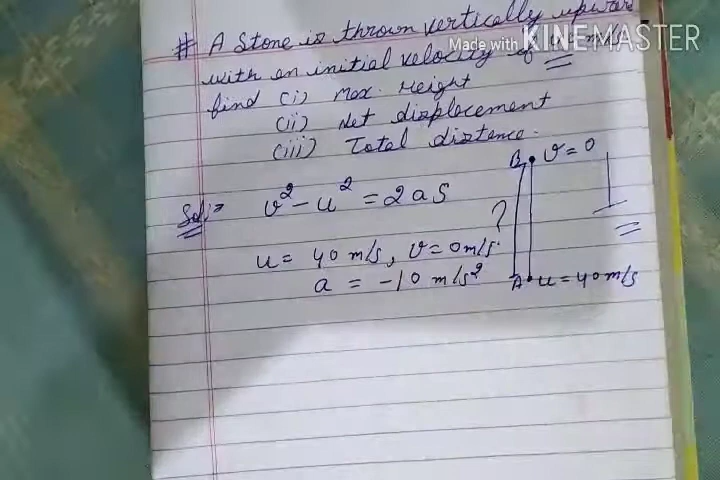 # A Stone is thrown vertically upward
Made with KINEMASTER
with an initial velocity of
find (i) Max. Height
(ii) Net displacement
(iii) Total distance.
B v = 0
Sol:- v² - u² = 2as
?
u = 40 m/s, v = 0 m/s.
a = -10 m/s²
A u = 40 m/s